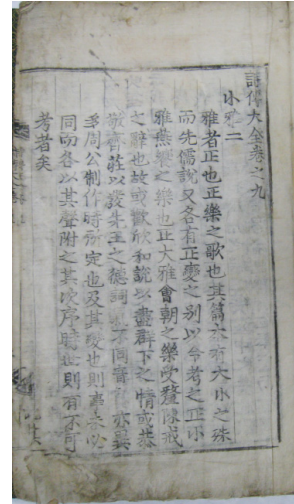 詩傳大全卷之九
小雅二
雅者正也正樂之歌也其篇本有大小之殊
而先儒說又各有正變之别以今考之正小
雅燕饗之樂也正大雅會朝之樂受釐陳戒
之辭也故或歡欣和說以盡群下之情或恭
敬齊莊以發先王之德詞氣不同音節亦異
多周公制作時所定也及其變也則事未必
同而各以其聲附之其次序時世則有不可
考者矣